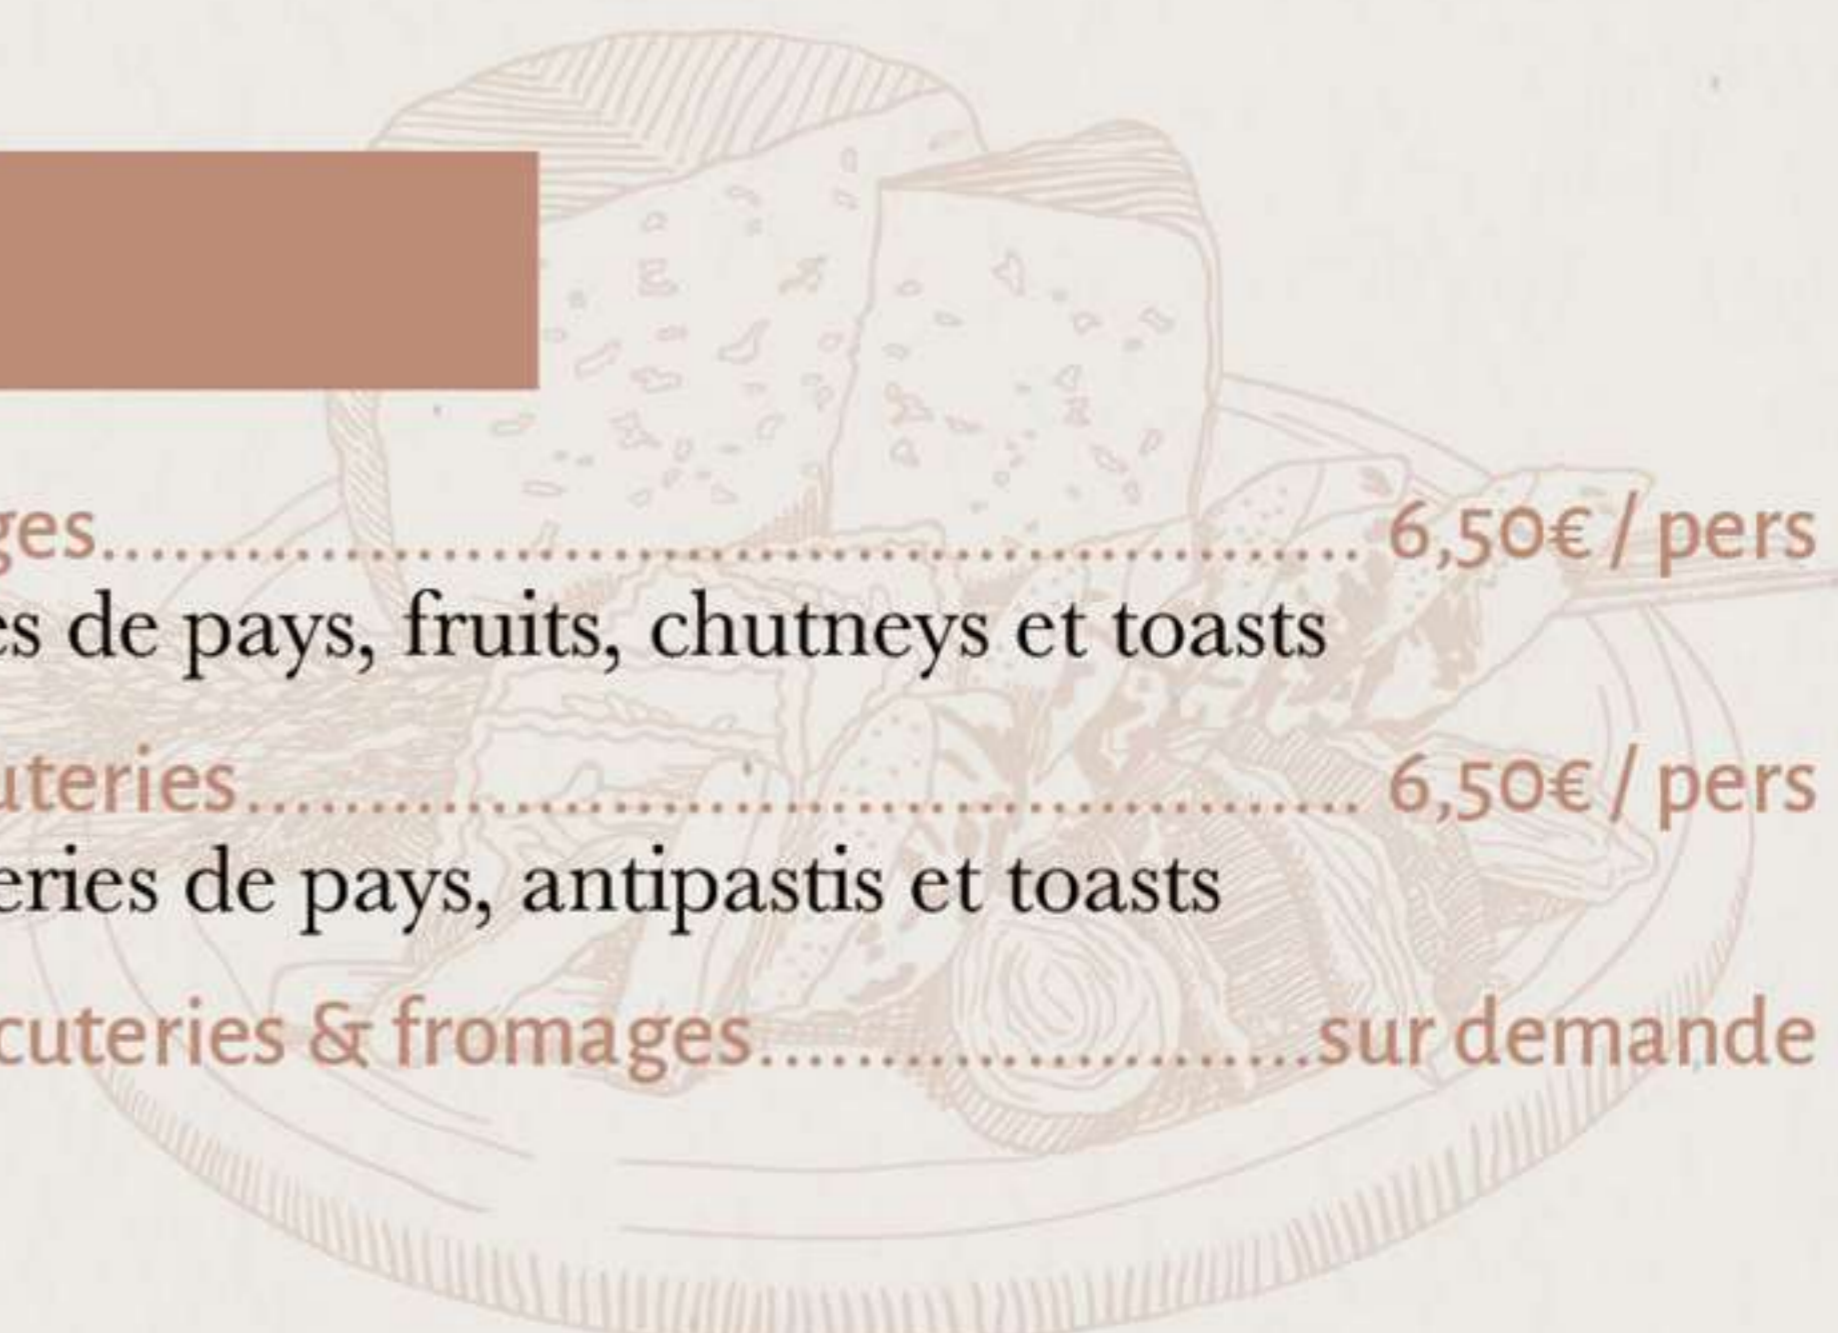 ges.......................................................... 6,50€ / pers
es de pays, fruits, chutneys et toasts
uteries.................................................... 6,50€ / pers
eries de pays, antipastis et toasts
cuteries & fromages..........................sur demande